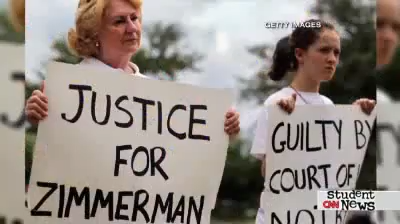 GETTY IMAGES
JUSTICE
FOR
ZIMMERMAN
GUILTY BY
COURT OF
STUDENT
CNN
NEWS